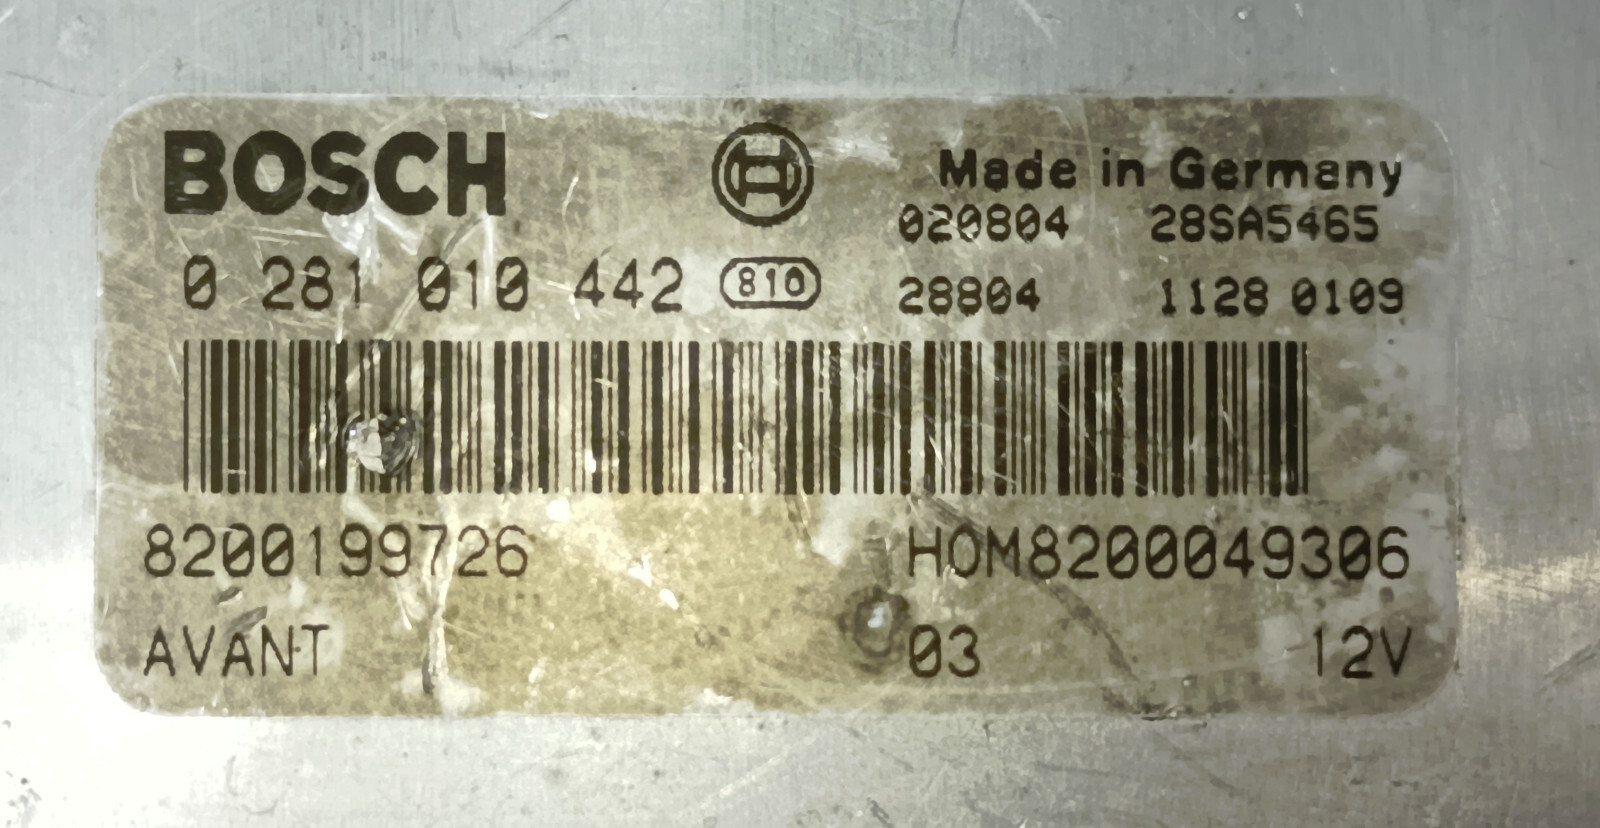 BOSCH
Made in Germany
020804 28SA5465
0 281 010 442 810 28804 1128 0109
8200199726 HOM8200049306
AVANT 03 12V